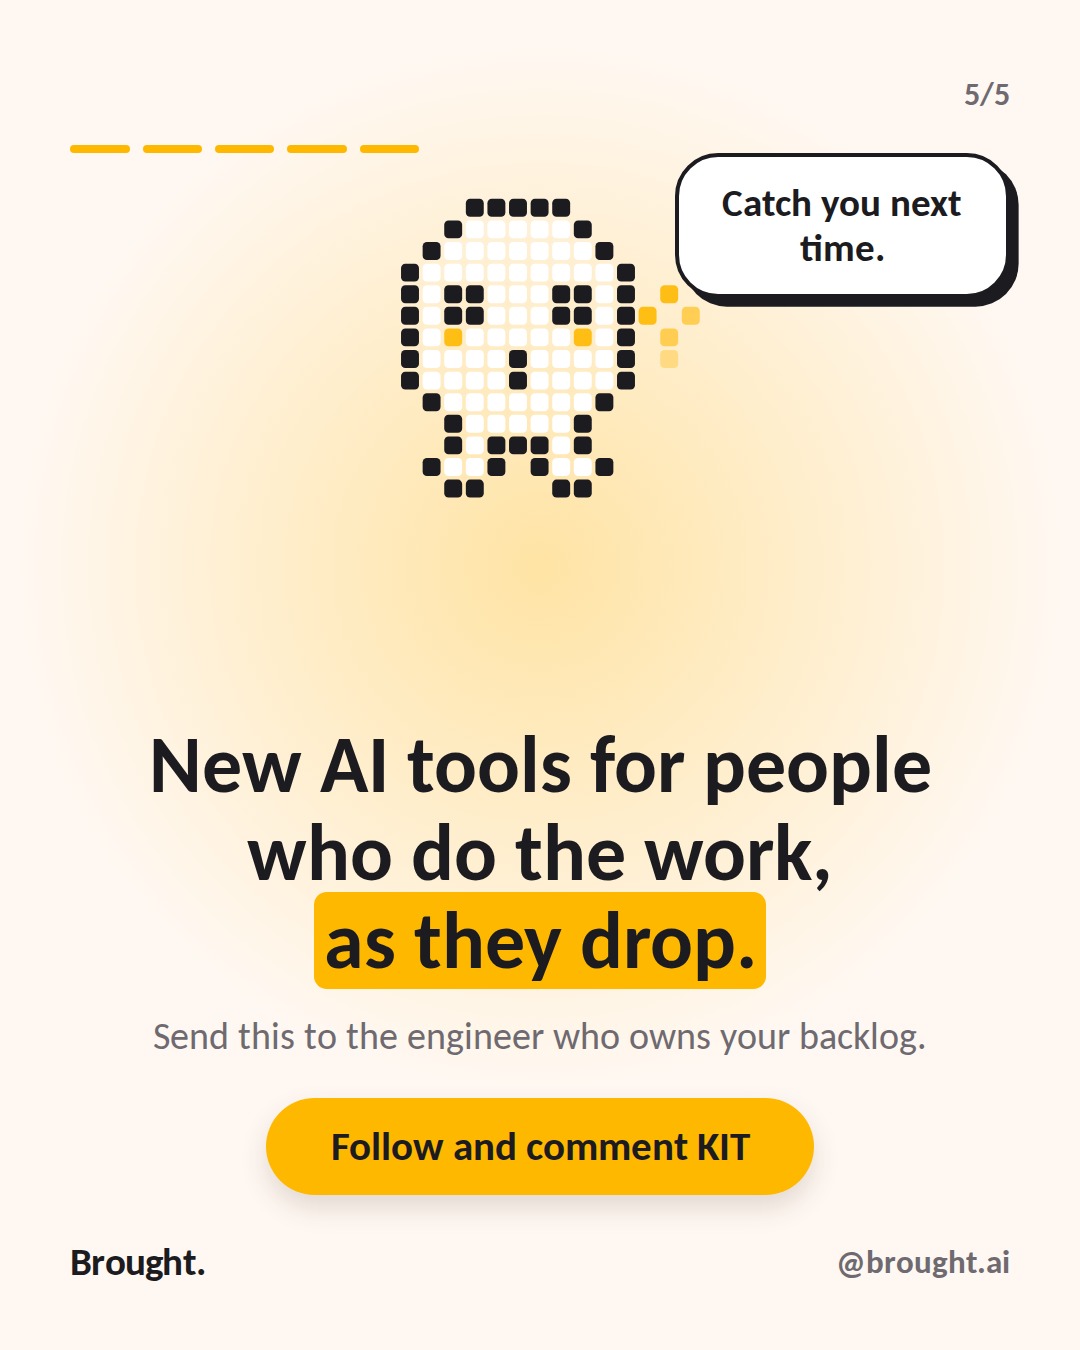 5/5
Catch you next
time.
New AI tools for people
who do the work,
as they drop.
Send this to the engineer who owns your backlog.
Follow and comment KIT
Brought.
@brought.ai